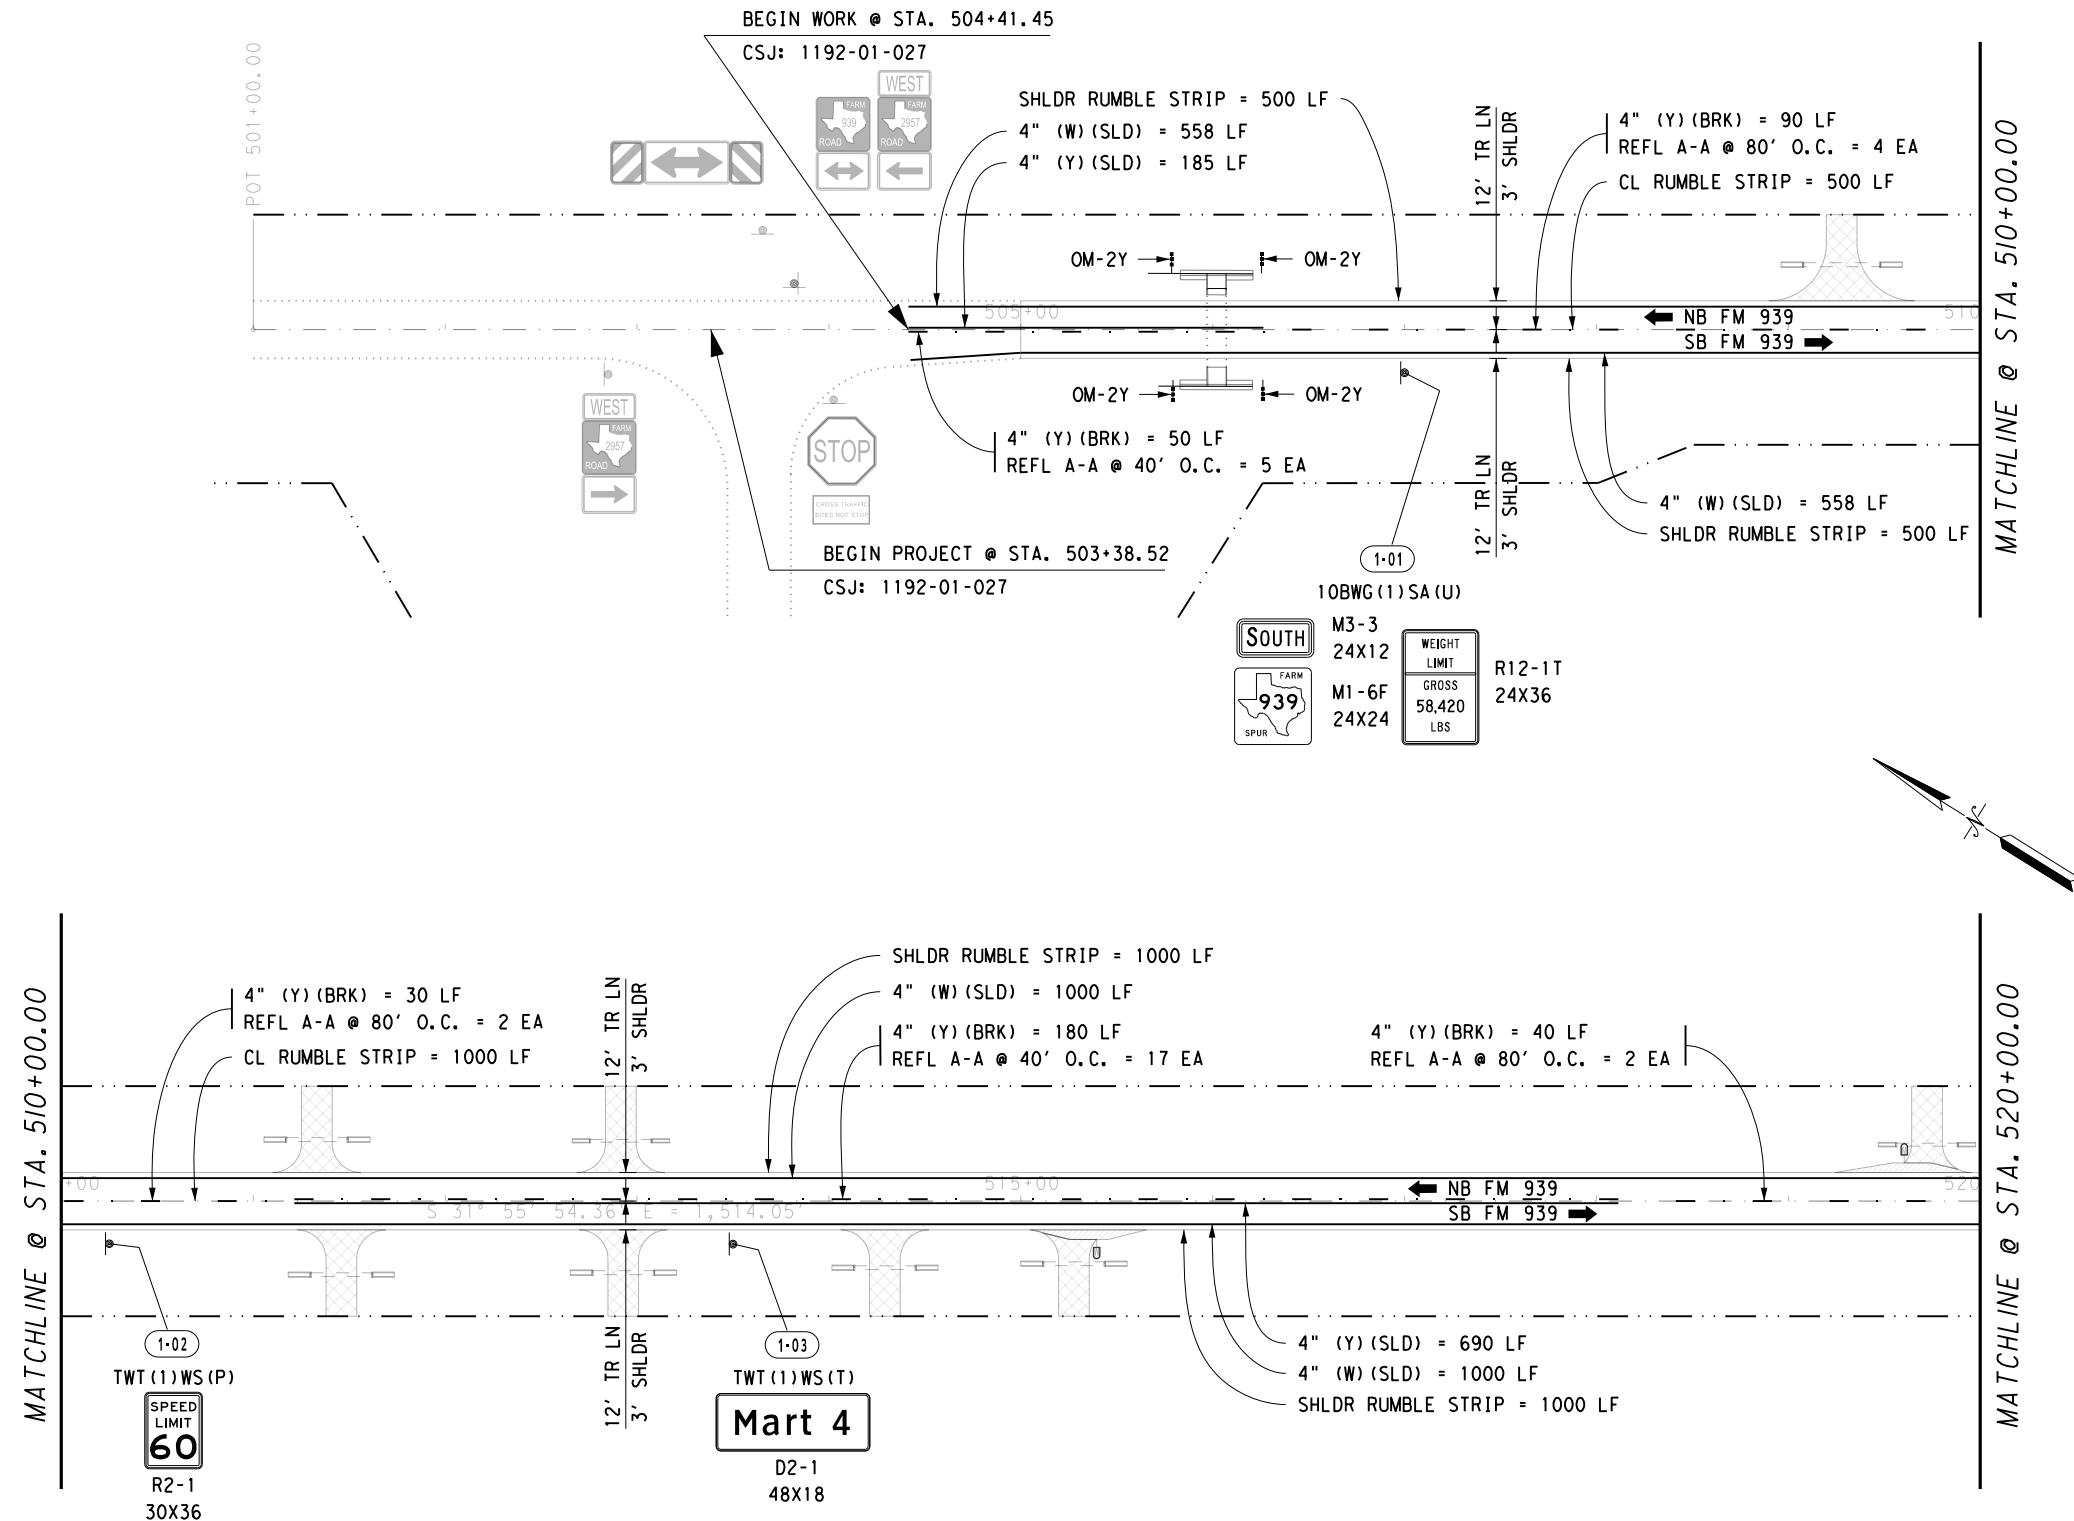 BEGIN WORK @ STA. 504+41.45
CSJ: 1192-01-027
POT 501+00.00
WEST
FARM
939
ROAD
FARM
2957
ROAD
SHLDR RUMBLE STRIP = 500 LF
4" (W)(SLD) = 558 LF
4" (Y)(SLD) = 185 LF
12' TR LN
3' SHLDR
4" (Y)(BRK) = 90 LF
REFL A-A @ 80' O.C. = 4 EA
CL RUMBLE STRIP = 500 LF
MATCHLINE @ STA. 510+00.00
OM-2Y
OM-2Y
505+00
510
NB FM 939
SB FM 939
OM-2Y
OM-2Y
WEST
FARM
2957
ROAD
STOP
CROSS TRAFFIC
DOES NOT STOP
4" (Y)(BRK) = 50 LF
REFL A-A @ 40' O.C. = 5 EA
12' TR LN
3' SHLDR
4" (W)(SLD) = 558 LF
SHLDR RUMBLE STRIP = 500 LF
BEGIN PROJECT @ STA. 503+38.52
CSJ: 1192-01-027
1-01
10BWG(1)SA(U)
SOUTH
M3-3
24X12
FARM
939
SPUR
M1-6F
24X24
WEIGHT
LIMIT
GROSS
58,420
LBS
R12-1T
24X36
N
MATCHLINE @ STA. 510+00.00
4" (Y)(BRK) = 30 LF
REFL A-A @ 80' O.C. = 2 EA
CL RUMBLE STRIP = 1000 LF
12' TR LN
3' SHLDR
SHLDR RUMBLE STRIP = 1000 LF
4" (W)(SLD) = 1000 LF
4" (Y)(BRK) = 180 LF
REFL A-A @ 40' O.C. = 17 EA
4" (Y)(BRK) = 40 LF
REFL A-A @ 80' O.C. = 2 EA
MATCHLINE @ STA. 520+00.00
+00
515+00
520
NB FM 939
SB FM 939
S 31° 55' 54.36" E = 1,514.05'
1-02
TWT(1)WS(P)
SPEED
LIMIT
60
R2-1
30X36
12' TR LN
3' SHLDR
1-03
TWT(1)WS(T)
Mart 4
D2-1
48X18
4" (Y)(SLD) = 690 LF
4" (W)(SLD) = 1000 LF
SHLDR RUMBLE STRIP = 1000 LF